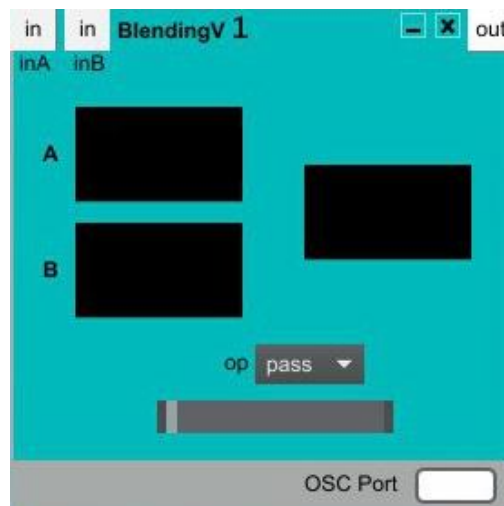 in in BlendingV 1 out
inA inB
A
B
op pass
OSC Port